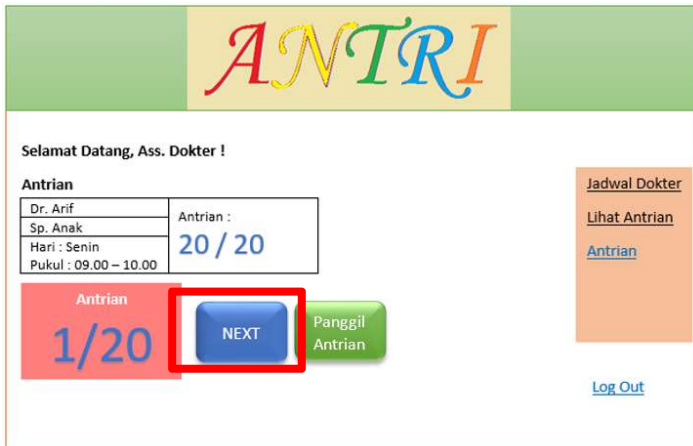 ANTRI
Selamat Datang, Ass. Dokter !
Antrian
Dr. Arif
Sp. Anak
Hari : Senin
Pukul : 09.00 – 10.00
Antrian :
20 / 20
Antrian
1/20
NEXT
Panggil
Antrian
Jadwal Dokter
Lihat Antrian
Antrian
Log Out